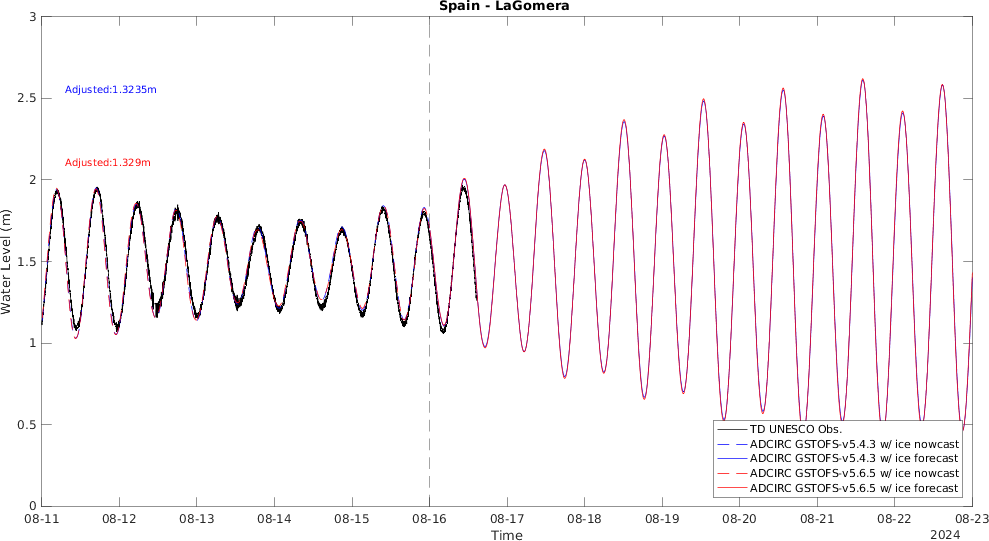 Spain - LaGomera
3
2.5
2
1.5
1
0.5
0
Water Level (m)
Adjusted:1.3235m
Adjusted:1.329m
TD UNESCO Obs.
ADCIRC GSTOFS-v5.4.3 w/ ice nowcast
ADCIRC GSTOFS-v5.4.3 w/ ice forecast
ADCIRC GSTOFS-v5.6.5 w/ ice nowcast
ADCIRC GSTOFS-v5.6.5 w/ ice forecast
08-11 08-12 08-13 08-14 08-15 08-16 08-17 08-18 08-19 08-20 08-21 08-22 08-23
Time
2024